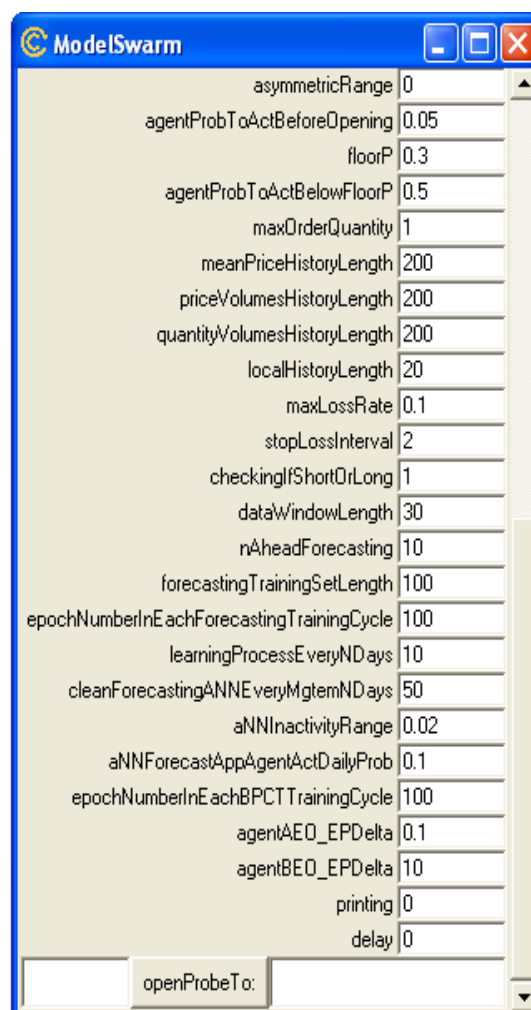 ModelSwarm
asymmetricRange 0
agentProbToActBeforeOpening 0.05
floorP 0.3
agentProbToActBelowFloorP 0.5
maxOrderQuantity 1
meanPriceHistoryLength 200
priceVolumesHistoryLength 200
quantityVolumesHistoryLength 200
localHistoryLength 20
maxLossRate 0.1
stopLossInterval 2
checkingIfShortOrLong 1
dataWindowLength 30
nAheadForecasting 10
forecastingTrainingSetLength 100
epochNumberInEachForecastingTrainingCycle 100
learningProcessEveryNDays 10
cleanForecastingANNEveryMgtemNDays 50
aNNInactivityRange 0.02
aNNForecastAppAgentActDailyProb 0.1
epochNumberInEachBPCTTrainingCycle 100
agentAEO_EPDelta 0.1
agentBEO_EPDelta 10
printing 0
delay 0
openProbeTo: